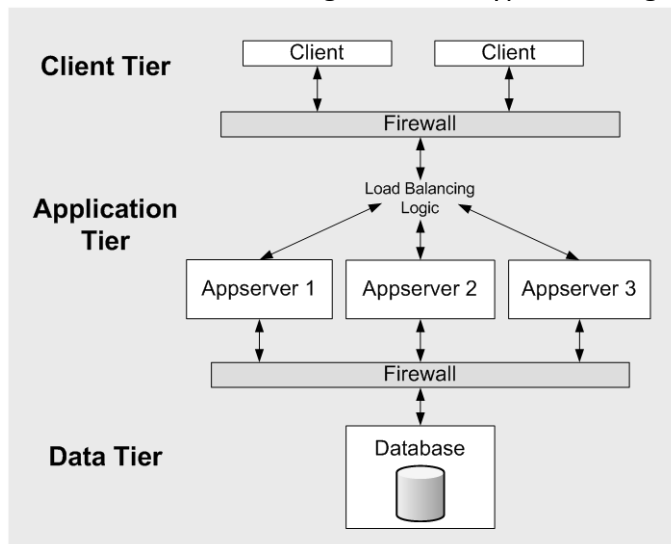 Client Tier
Client
Client
Firewall
Load Balancing
Logic
Application
Tier
Appserver 1
Appserver 2
Appserver 3
Firewall
Data Tier
Database